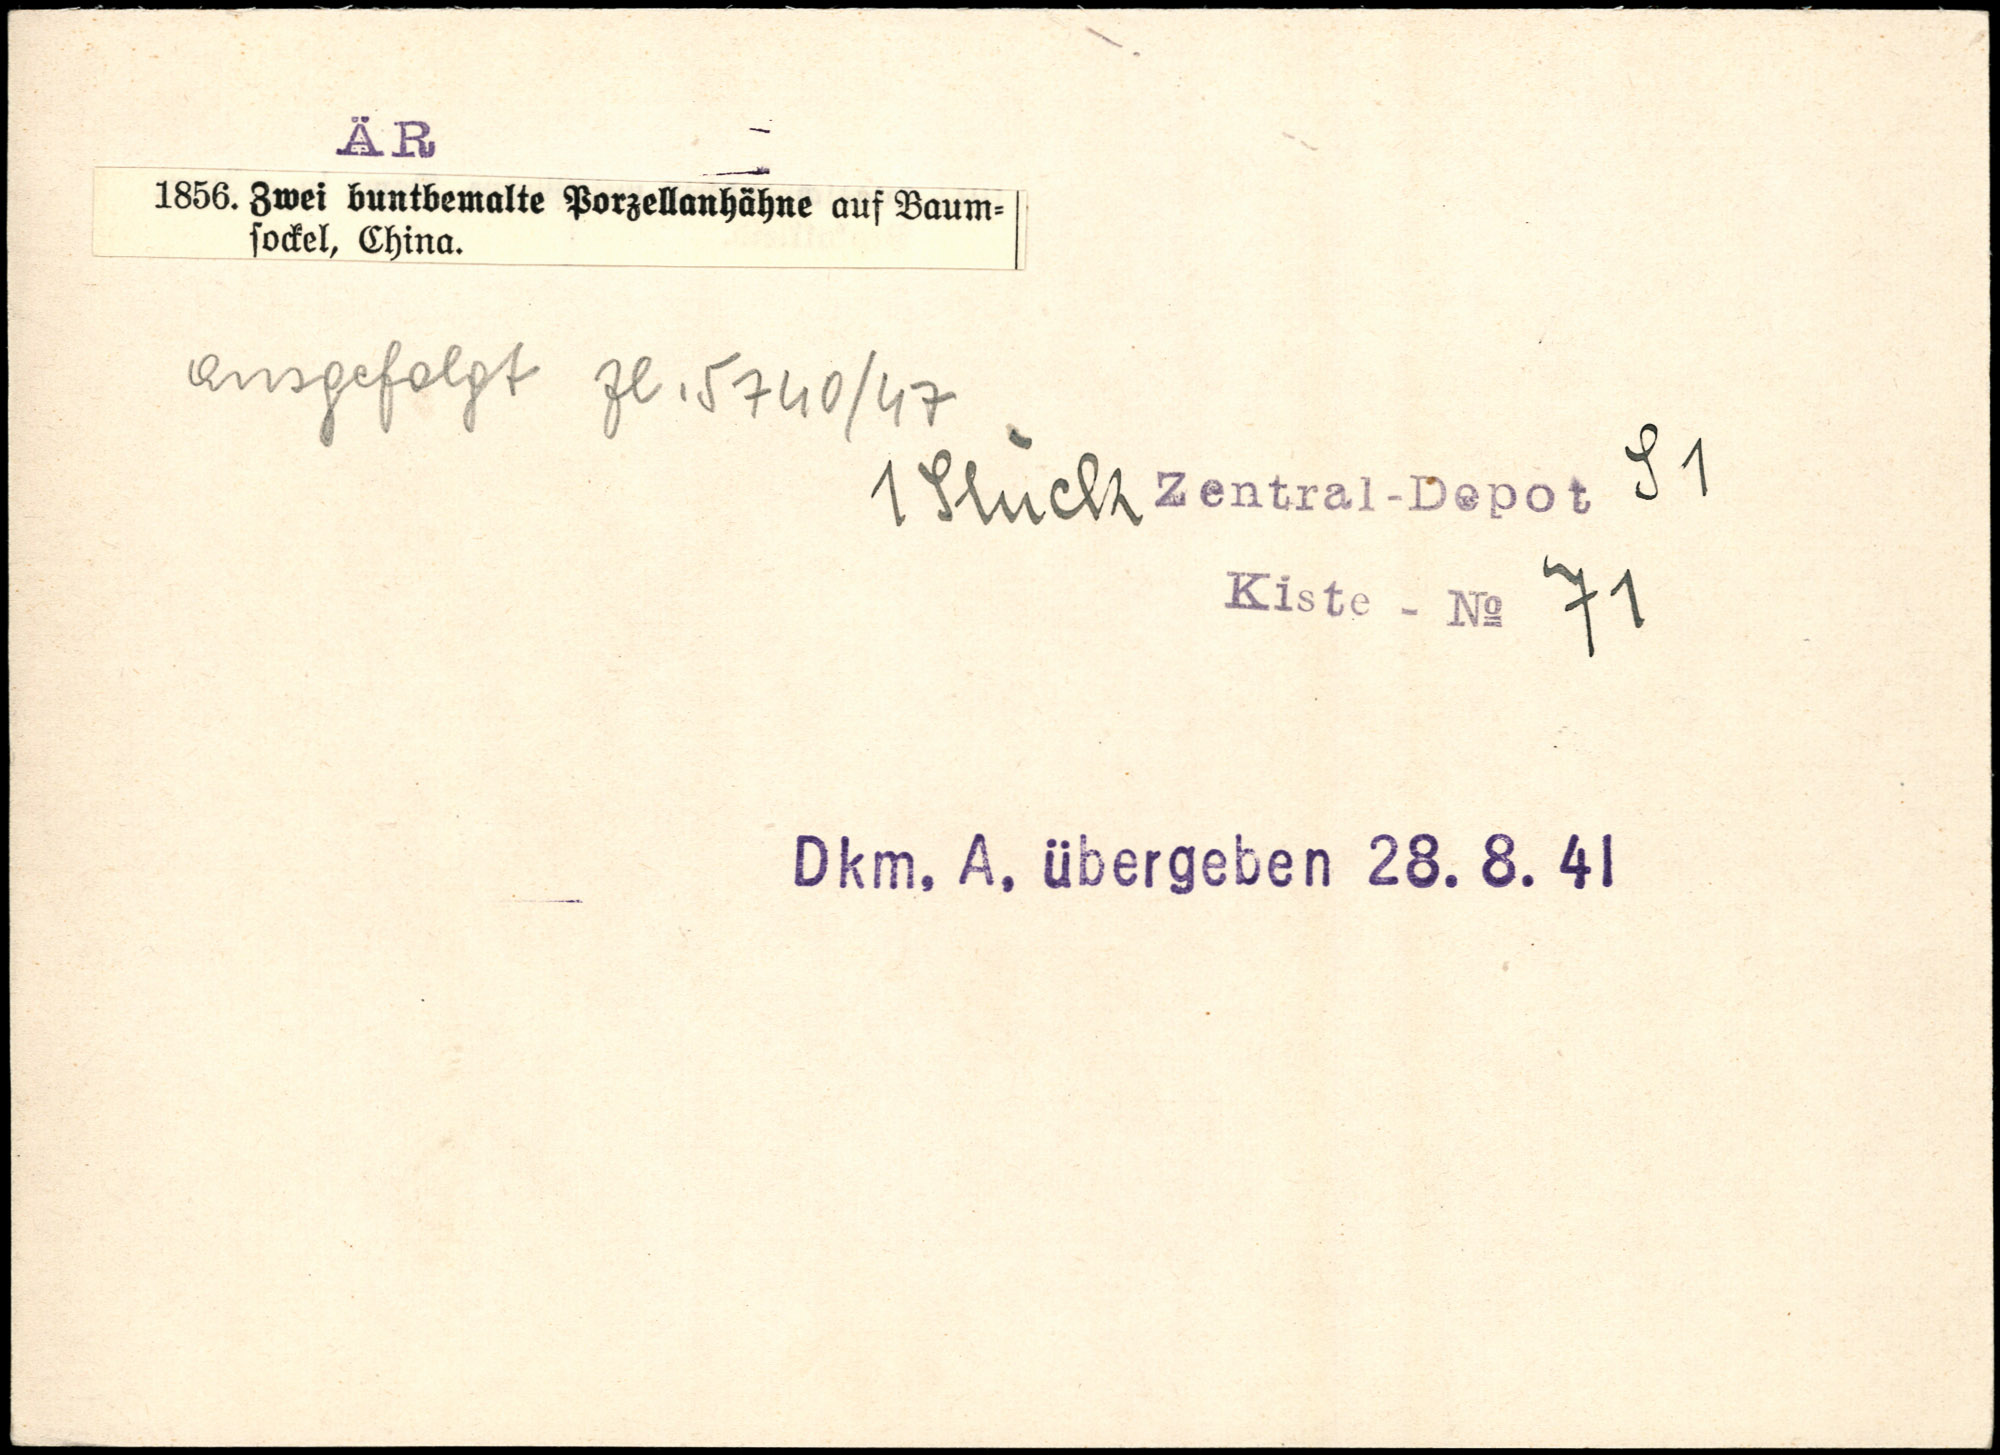 ÄR
1856. Zwei buntbemalte Porzellanhähne auf Baum-
sockel, China.
ausgefolgt Zl. 5740/47
1 Stück Zentral-Depot S 1
Kiste - № 71
Dkm. A. übergeben 28. 8. 41